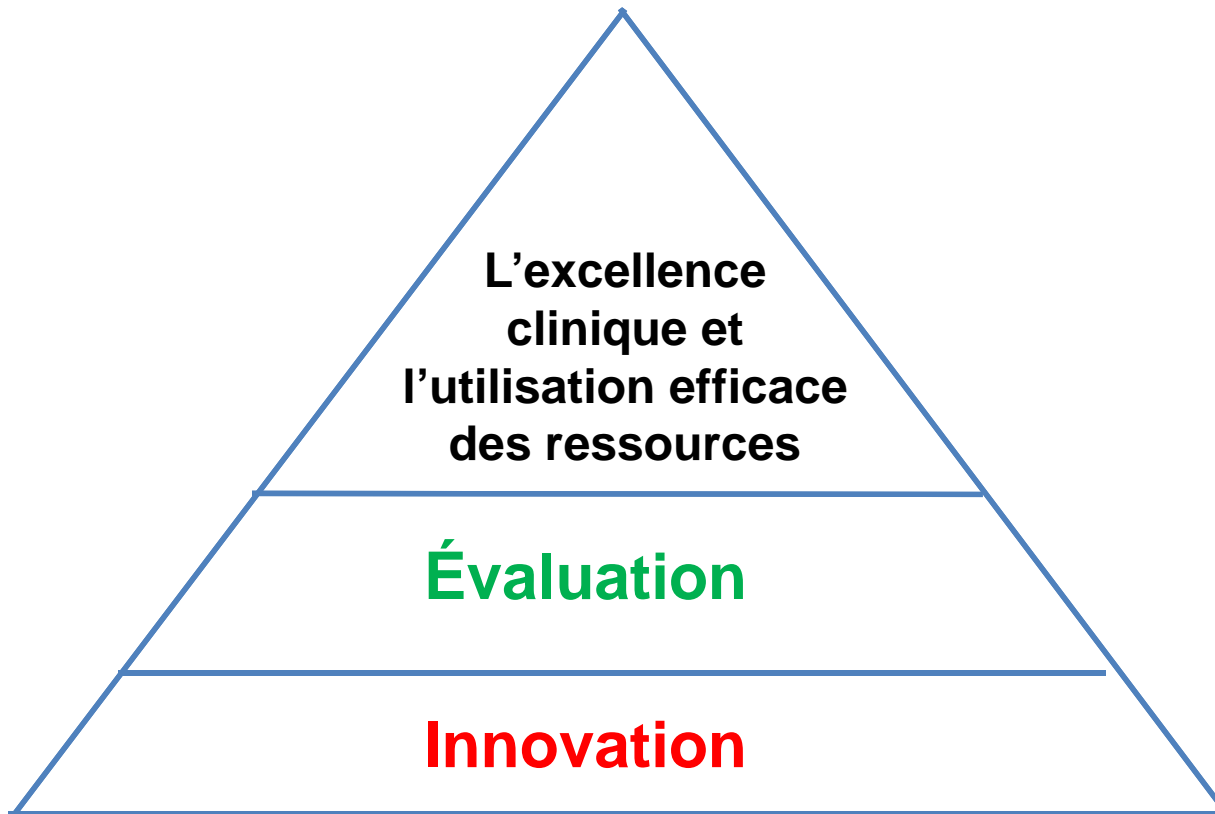 L’excellence
clinique et
l’utilisation efficace
des ressources
Évaluation
Innovation